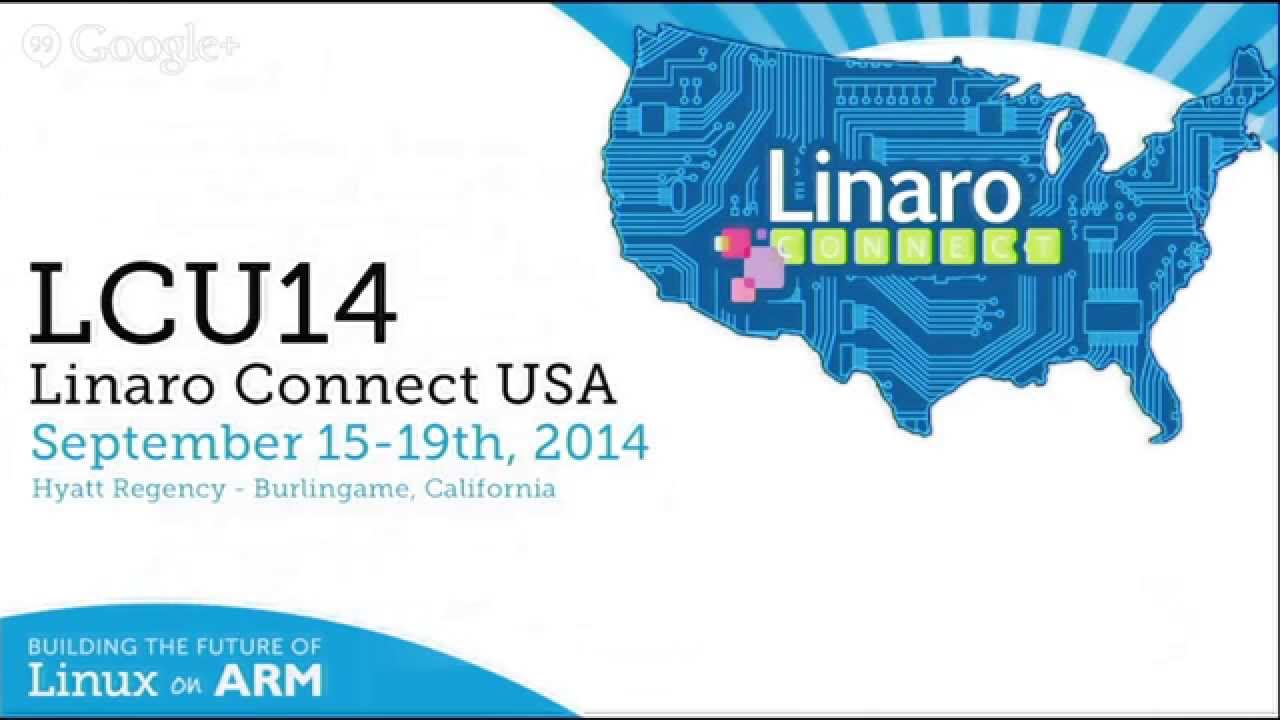 Google+
Linaro
CONNECT
LCU14
Linaro Connect USA
September 15-19th, 2014
Hyatt Regency - Burlingame, California
BUILDING THE FUTURE OF
Linux on ARM